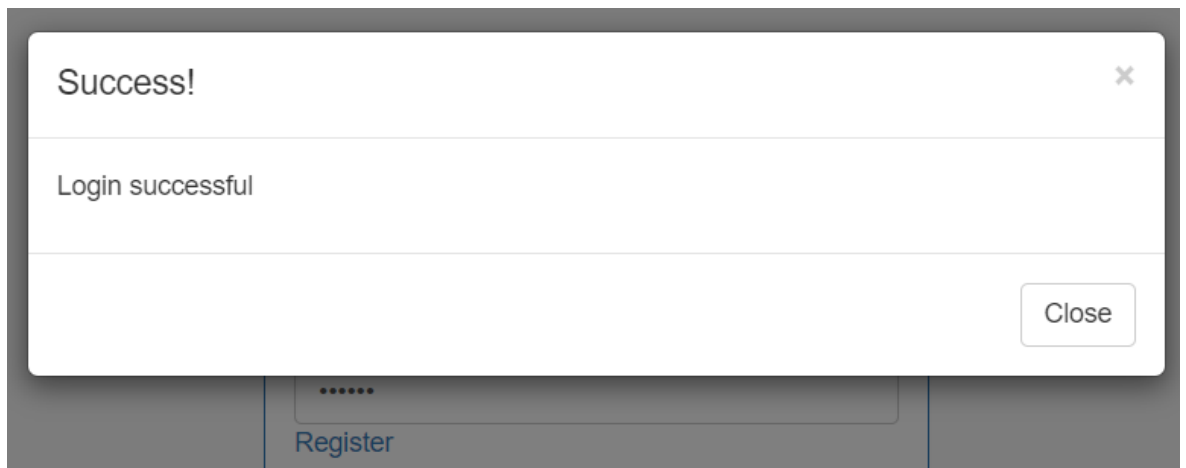 Success!
×
Login successful
Close
••••••
Register